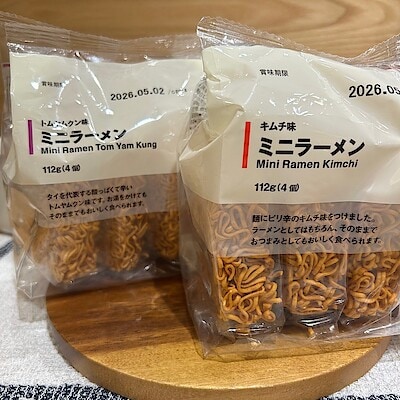 賞味期限
2026.05.02
トムヤムクン味
ミニラーメン
Mini Ramen Tom Yam Kung
112g(4個)
タイを代表する酸っぱくて辛い
トムヤムクン味です。お湯をかけても
そのままでもおいしく食べられます。
賞味期限
2026.05
キムチ味
ミニラーメン
Mini Ramen Kimchi
112g(4個)
麺にピリ辛のキムチ味をつけました。
ラーメンとしてはもちろん、そのままで
おつまみとしてもおいしく食べられます。